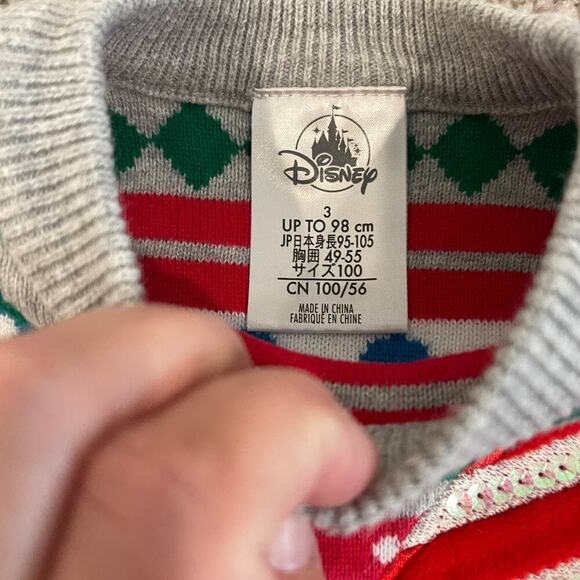 Disney
3
UP TO 98 cm
JP日本身長95-105
胸囲 49-55
サイズ100
CN 100/56
MADE IN CHINA
FABRIQUÉ EN CHINE